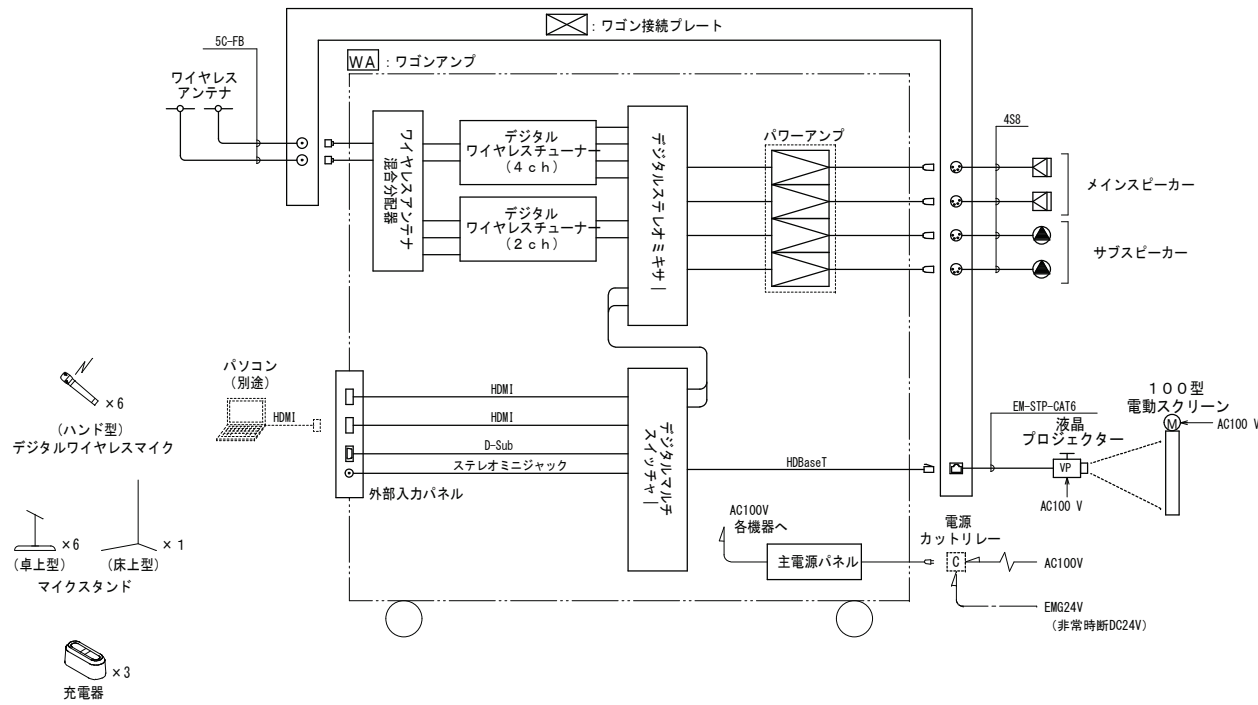 ：ワゴン接続プレート
5C-FB
WA：ワゴンアンプ
ワイヤレス
アンテナ
ワイヤレスアンテナ
混合分配器
デジタル
ワイヤレスチューナー
（４ｃｈ）
デジタル
ワイヤレスチューナー
（２ｃｈ）
デジタルステレオミキサー
パワーアンプ
4S8
メインスピーカー
サブスピーカー
パソコン
（別途）
HDMI
HDMI
HDMI
D-Sub
ステレオミニジャック
外部入力パネル
デジタルマルチ
スイッチャー
HDBaseT
EM-STP-CAT6
液晶
プロジェクター
VP
AC100 V
１００型
電動スクリーン
M
AC100 V
AC100V
各機器へ
主電源パネル
電源
カットリレー
C
AC100V
EMG24V
（非常時断DC24V）
×6
（ハンド型）
デジタルワイヤレスマイク
×6
（卓上型）
×1
（床上型）
マイクスタンド
×3
充電器